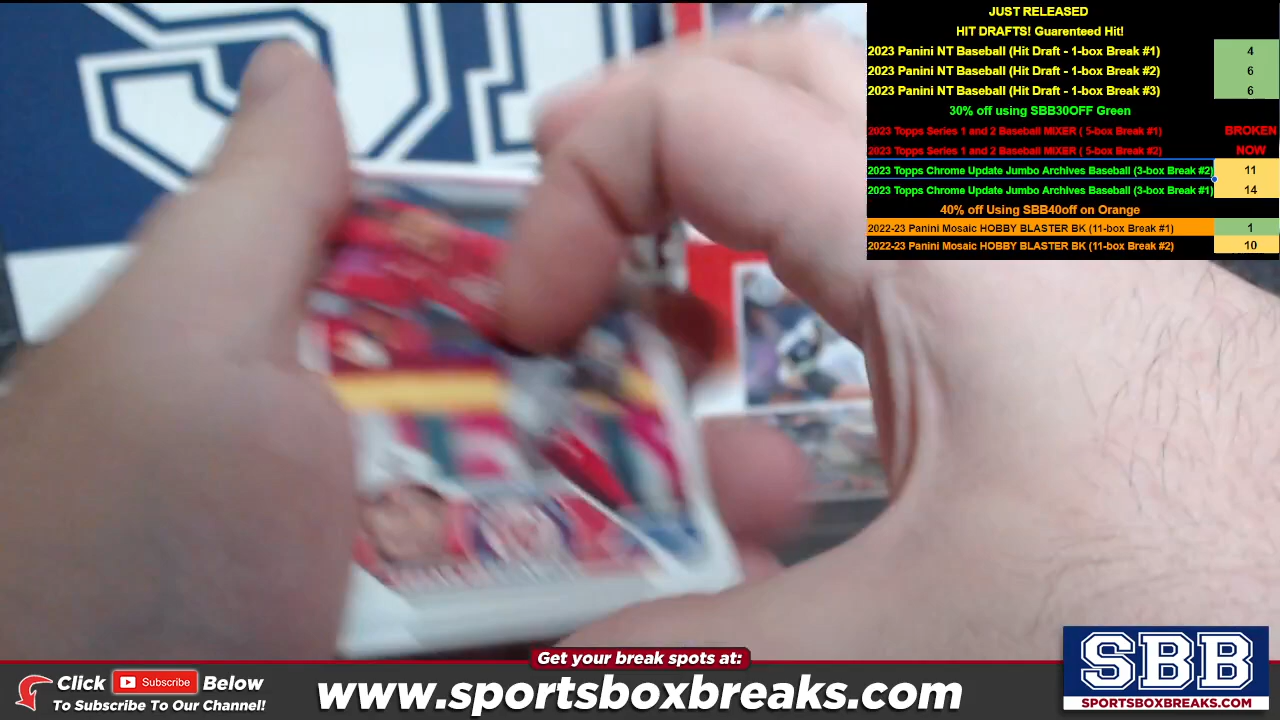 JUST RELEASED
HIT DRAFTS! Guarenteed Hit!
2023 Panini NT Baseball (Hit Draft - 1-box Break #1) 4
2023 Panini NT Baseball (Hit Draft - 1-box Break #2) 6
2023 Panini NT Baseball (Hit Draft - 1-box Break #3) 6
30% off using SBB30OFF Green
2023 Topps Series 1 and 2 Baseball MIXER ( 5-box Break #1) BROKEN
2023 Topps Series 1 and 2 Baseball MIXER ( 5-box Break #2) NOW
2023 Topps Chrome Update Jumbo Archives Baseball (3-box Break #2) 11
2023 Topps Chrome Update Jumbo Archives Baseball (3-box Break #1) 14
40% off Using SBB40off on Orange
2022-23 Panini Mosaic HOBBY BLASTER BK (11-box Break #1) 1
2022-23 Panini Mosaic HOBBY BLASTER BK (11-box Break #2) 10
Get your break spots at:
Click Subscribe Below
To Subscribe To Our Channel!
www.sportsboxbreaks.com
SBB
SPORTSBOXBREAKS.COM